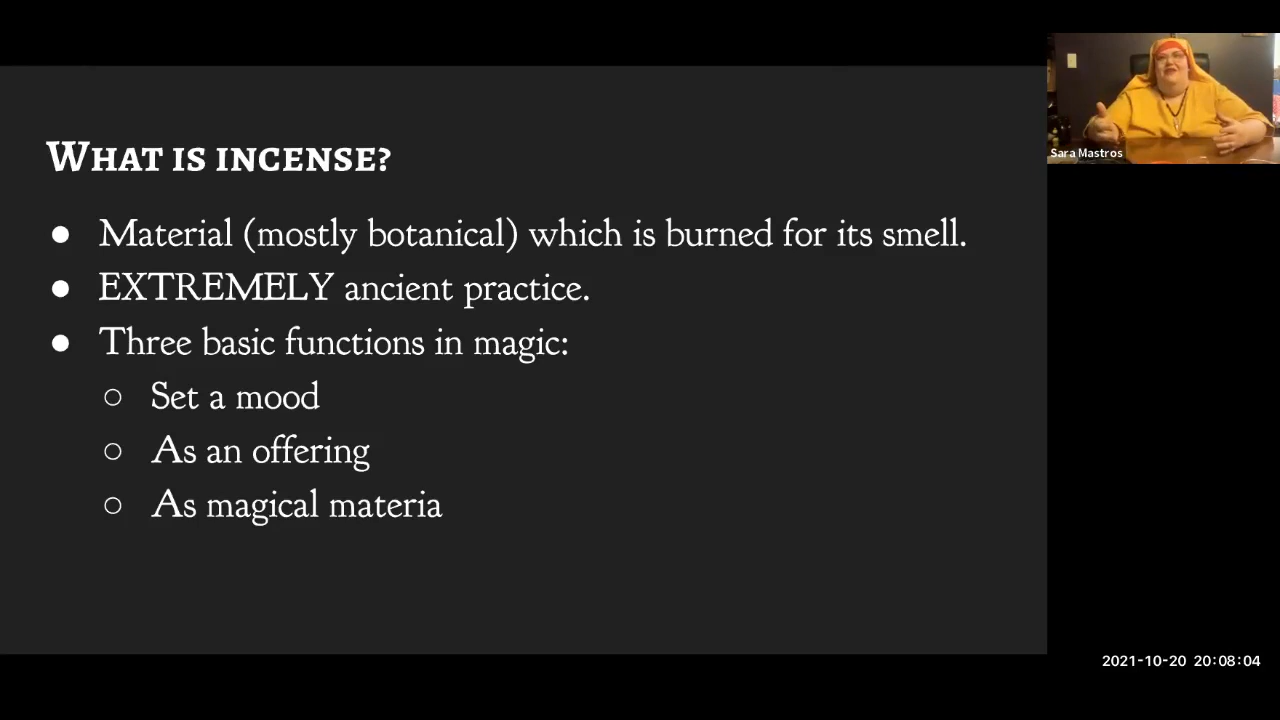 What is incense?
● Material (mostly botanical) which is burned for its smell.
● EXTREMELY ancient practice.
● Three basic functions in magic:
○ Set a mood
○ As an offering
○ As magical materia
Sara Mastros
2021-10-20 20:08:04